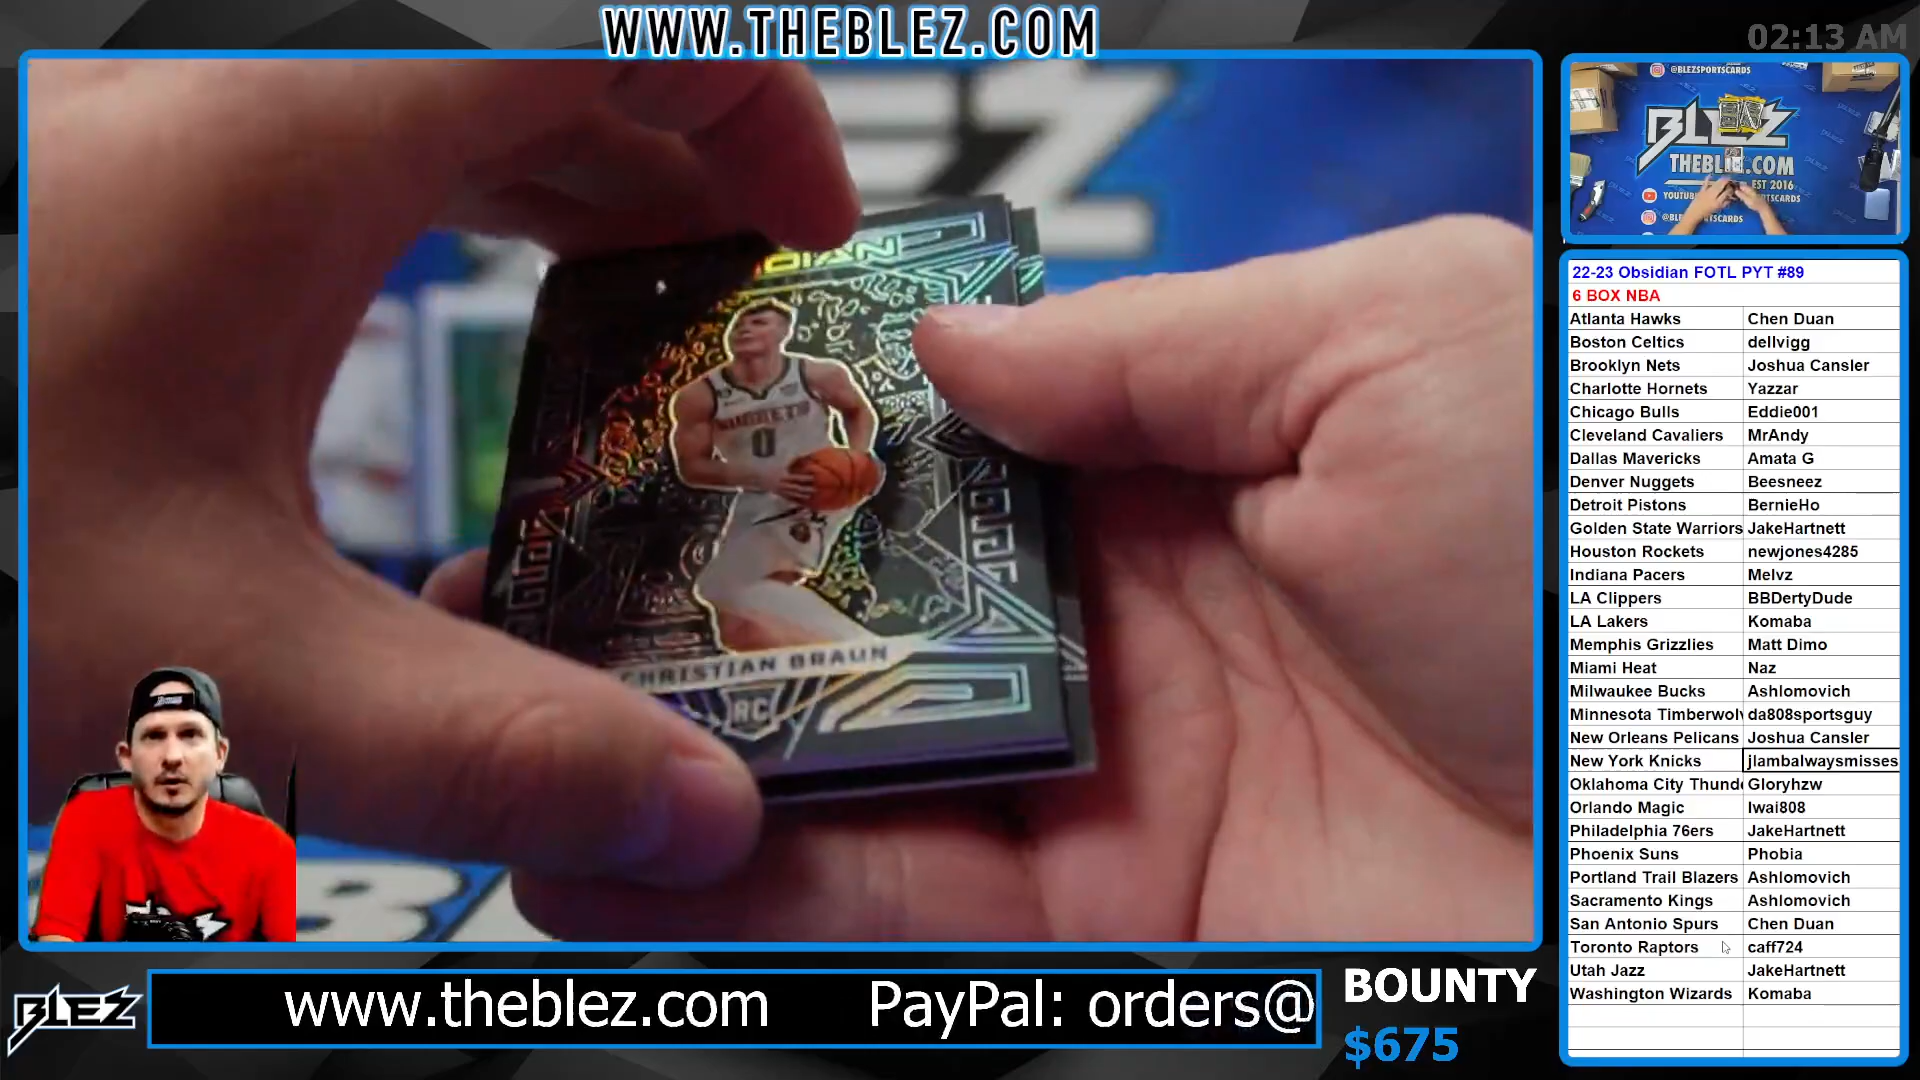 WWW.THEBLEZ.COM
02:13 AM
@BLEZSPORTSCARDS
BLEZ
THEBLEZ.COM
EST 2016
22-23 Obsidian FOTL PYT #89
6 BOX NBA
Atlanta Hawks Chen Duan
Boston Celtics dellvigg
Brooklyn Nets Joshua Cansler
Charlotte Hornets Yazzar
Chicago Bulls Eddie001
Cleveland Cavaliers MrAndy
Dallas Mavericks Amata G
Denver Nuggets Beesneez
Detroit Pistons BernieHo
Golden State Warriors JakeHartnett
Houston Rockets newjones4285
Indiana Pacers Melvz
LA Clippers BBDertyDude
LA Lakers Komaba
Memphis Grizzlies Matt Dimo
Miami Heat Naz
Milwaukee Bucks Ashlomovich
Minnesota Timberwol da808sportsguy
New Orleans Pelicans Joshua Cansler
New York Knicks jlambalwaysmisses
Oklahoma City Thund Gloryhzw
Orlando Magic Iwai808
Philadelphia 76ers JakeHartnett
Phoenix Suns Phobia
Portland Trail Blazers Ashlomovich
Sacramento Kings Ashlomovich
San Antonio Spurs Chen Duan
Toronto Raptors caff724
Utah Jazz JakeHartnett
Washington Wizards Komaba
DIAN
NUGGETS
0
CHRISTIAN BRAUN
RC
BLEZ
www.theblez.com PayPal: orders@
BOUNTY
$675